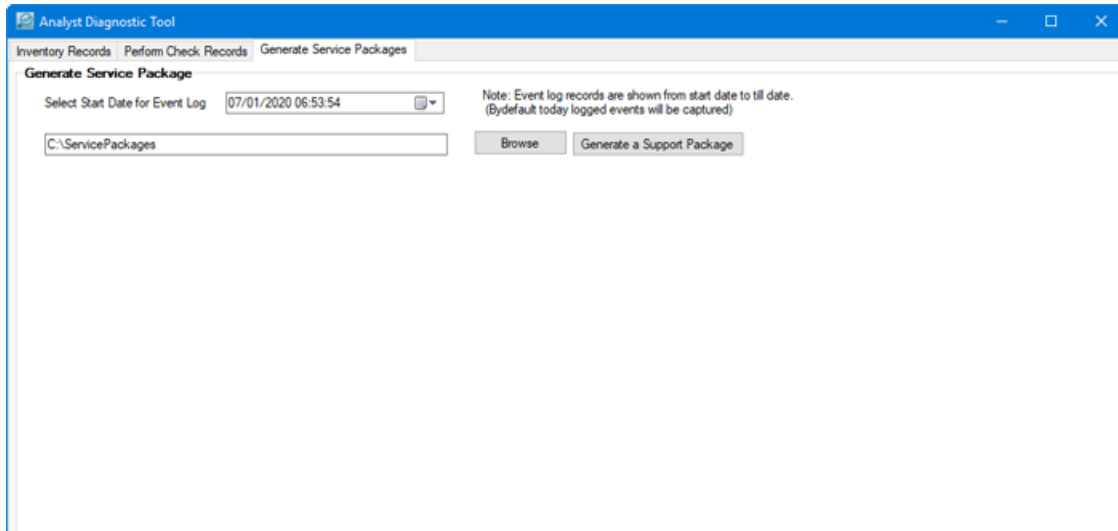 Analyst Diagnostic Tool
Inventory Records Perform Check Records Generate Service Packages
Generate Service Package
Select Start Date for Event Log 07/01/2020 06:53:54
Note: Event log records are shown from start date to till date.
(Bydefault today logged events will be captured)
C:\ServicePackages Browse Generate a Support Package